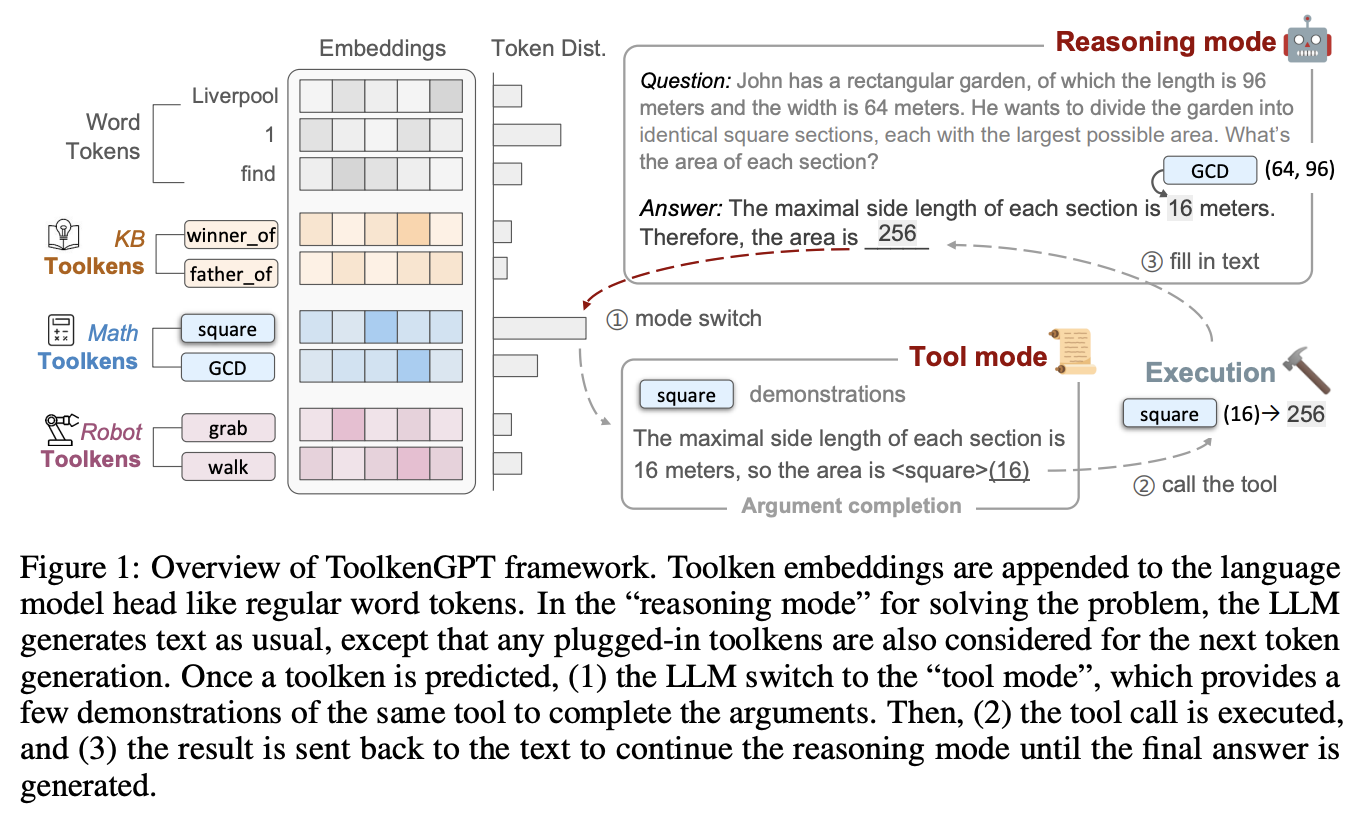 Embeddings
Token Dist.
Word
Tokens
Liverpool
1
find
KB
Toolkens
winner_of
father_of
Math
Toolkens
square
GCD
Robot
Toolkens
grab
walk
Reasoning mode
Question: John has a rectangular garden, of which the length is 96
meters and the width is 64 meters. He wants to divide the garden into
identical square sections, each with the largest possible area. What's
the area of each section?
GCD (64, 96)
Answer: The maximal side length of each section is 16 meters.
Therefore, the area is 256
③ fill in text
① mode switch
Tool mode
square demonstrations
The maximal side length of each section is
16 meters, so the area is <square>(16)
Argument completion
Execution
square (16)→ 256
② call the tool
Figure 1: Overview of ToolkenGPT framework. Toolken embeddings are appended to the language
model head like regular word tokens. In the “reasoning mode” for solving the problem, the LLM
generates text as usual, except that any plugged-in toolkens are also considered for the next token
generation. Once a toolken is predicted, (1) the LLM switch to the “tool mode”, which provides a
few demonstrations of the same tool to complete the arguments. Then, (2) the tool call is executed,
and (3) the result is sent back to the text to continue the reasoning mode until the final answer is
generated.